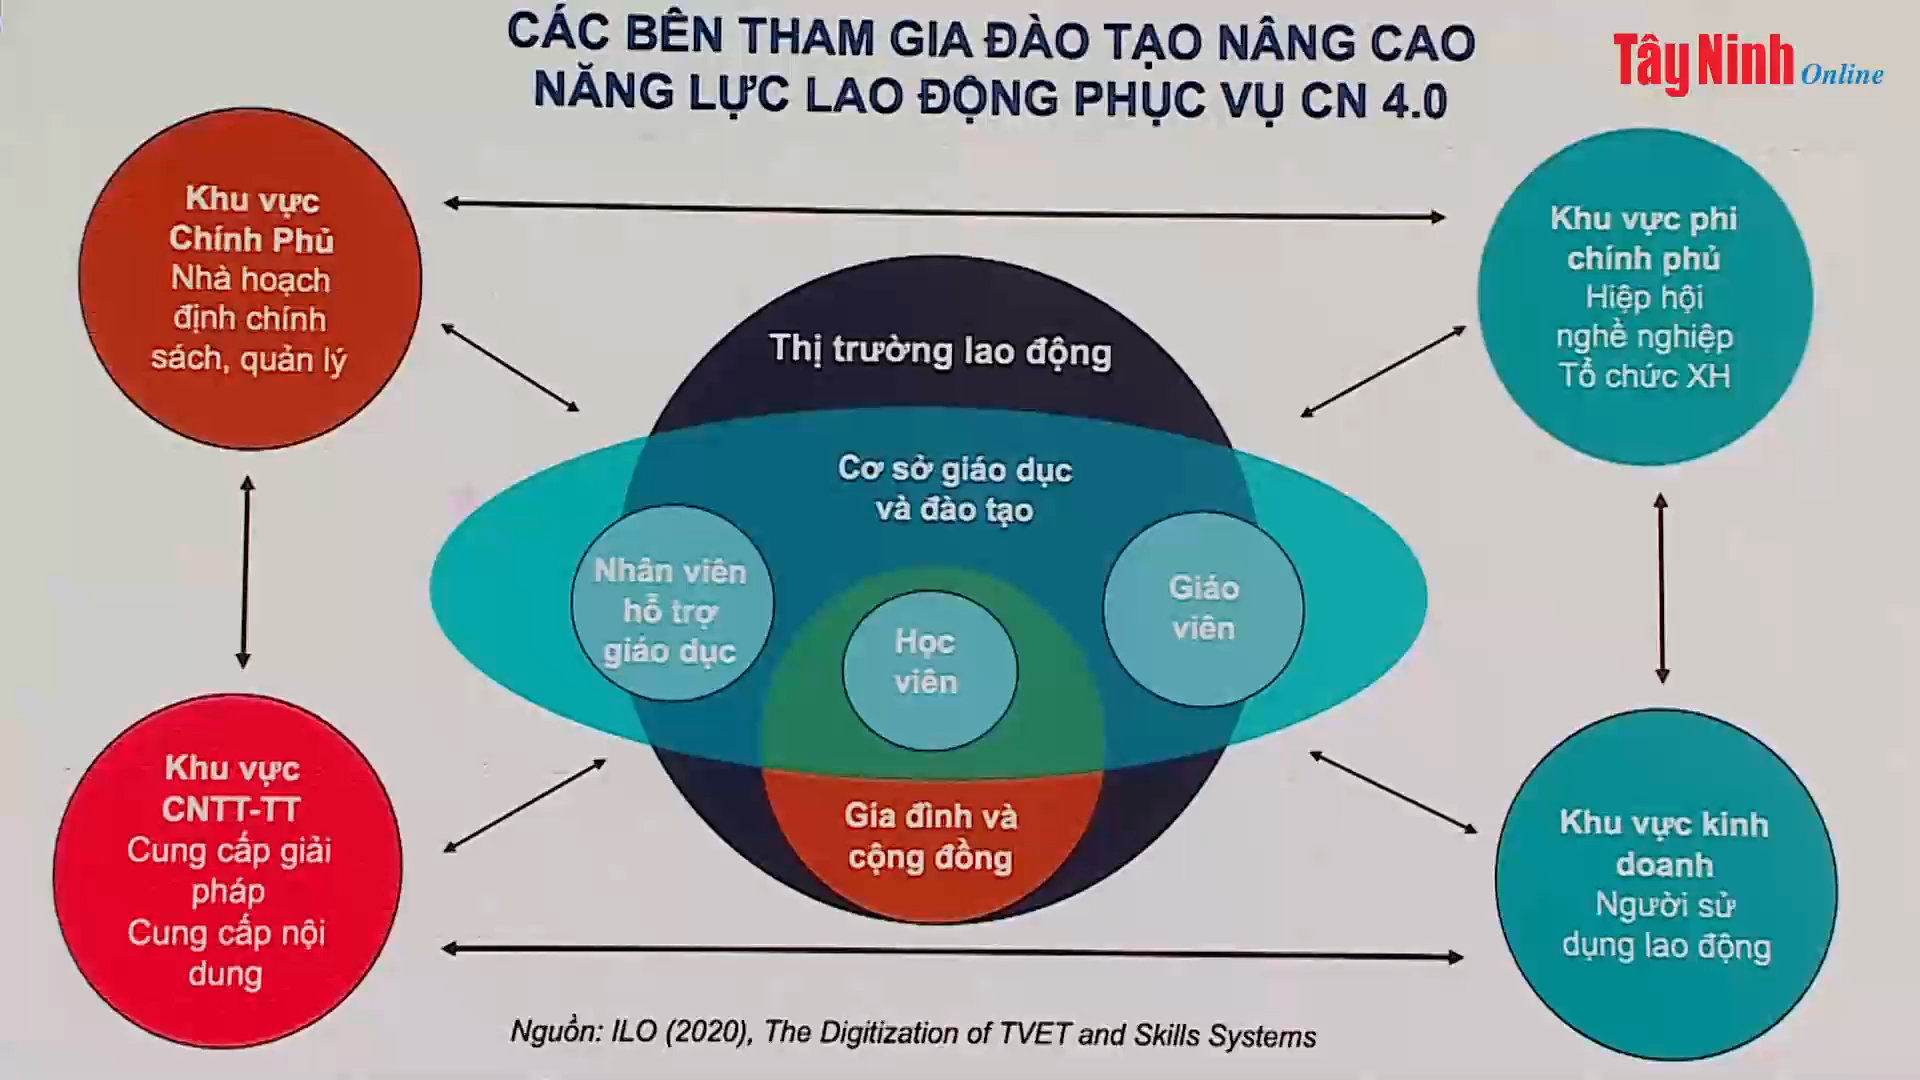 CÁC BÊN THAM GIA ĐÀO TẠO NÂNG CAO
NĂNG LỰC LAO ĐỘNG PHỤC VỤ CN 4.0
Tây Ninh Online
Khu vực
Chính Phủ
Nhà hoạch
định chính
sách, quản lý
Khu vực phi
chính phủ
Hiệp hội
nghề nghiệp
Tổ chức XH
Thị trường lao động
Cơ sở giáo dục
và đào tạo
Nhân viên
hỗ trợ
giáo dục
Học
viên
Giáo
viên
Gia đình và
cộng đồng
Khu vực
CNTT-TT
Cung cấp giải
pháp
Cung cấp nội
dung
Khu vực kinh
doanh
Người sử
dụng lao động
Nguồn: ILO (2020), The Digitization of TVET and Skills Systems